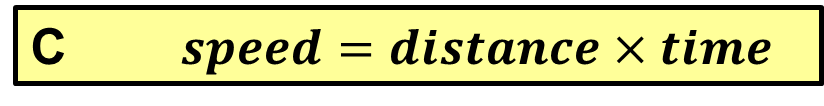 C speed = distance × time